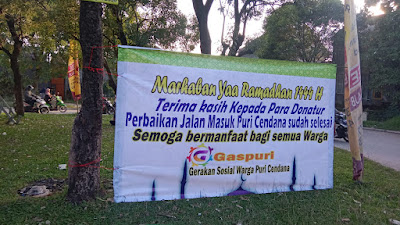 Marhaban Yaa Ramadhan 1444 H
Terima kasih Kepada Para Donatur
Perbaikan Jalan Masuk Puri Cendana sudah selesai
Semoga bermanfaat bagi semua Warga
Gaspuri
Gerakan Sosial Warga Puri Cendana